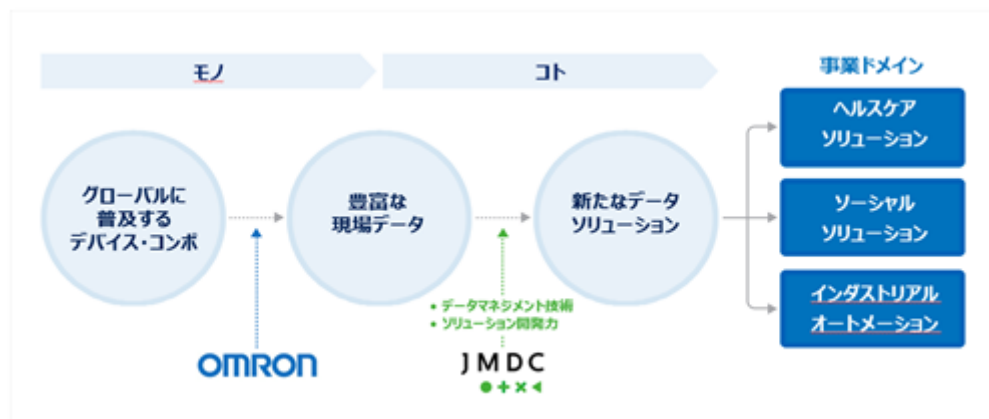 モノ
コト
事業ドメイン
グローバルに
普及する
デバイス・コンポ
豊富な
現場データ
新たなデータ
ソリューション
ヘルスケア
ソリューション
ソーシャル
ソリューション
インダストリアル
オートメーション
• データマネジメント技術
• ソリューション開発力
OMRON
JMDC